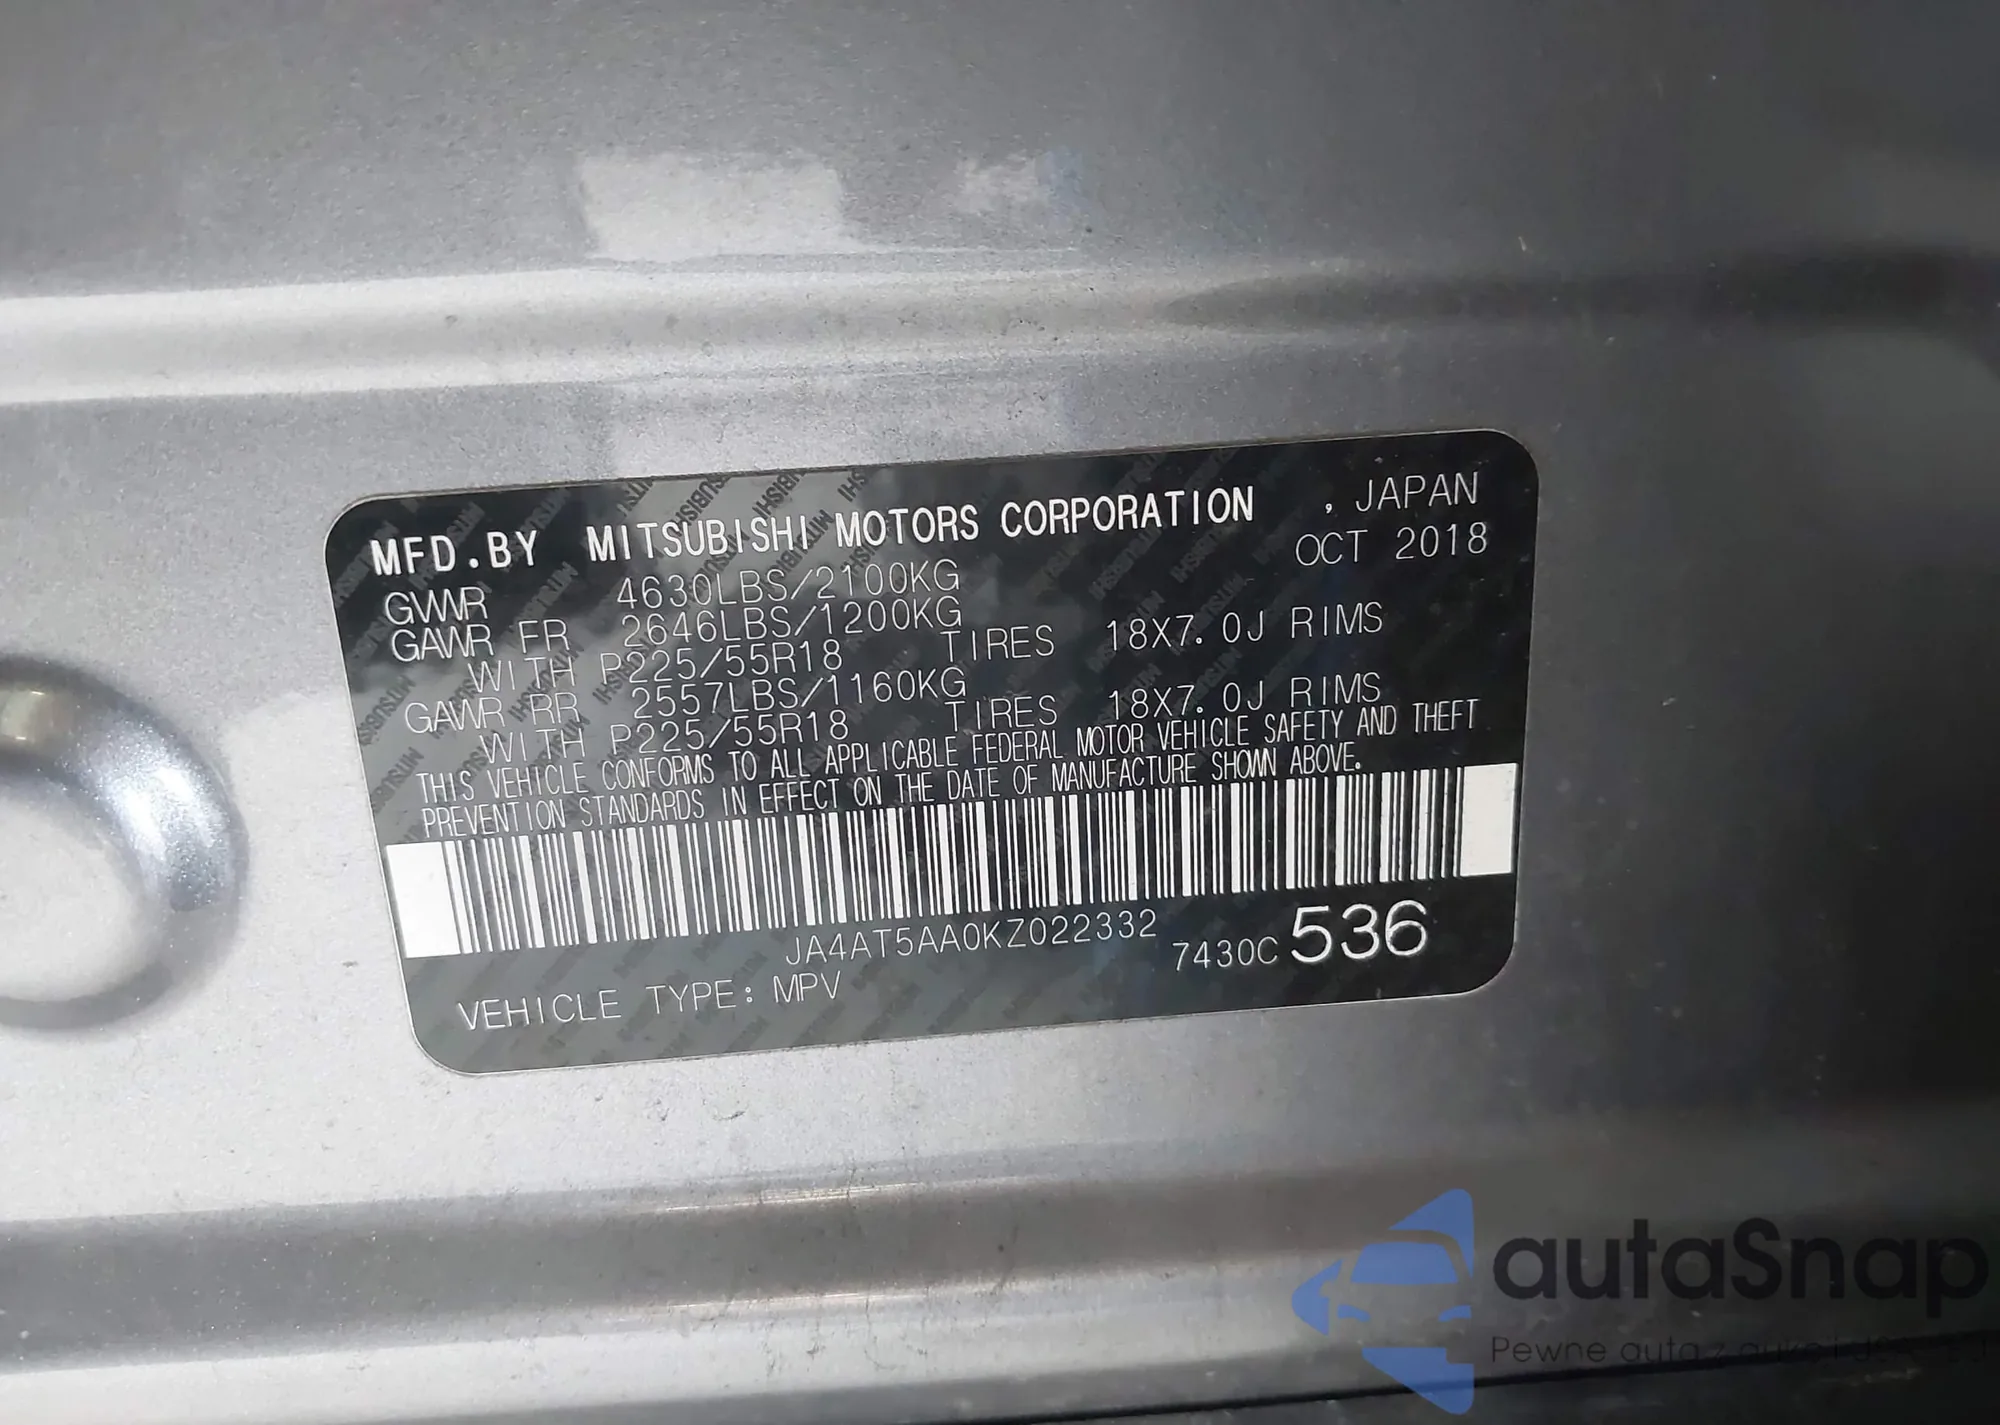 MFD.BY MITSUBISHI MOTORS CORPORATION , JAPAN
OCT 2018
GVWR 4630LBS/2100KG
GAWR FR 2646LBS/1200KG
WITH P225/55R18 TIRES 18X7.0J RIMS
GAWR RR 2557LBS/1160KG
WITH P225/55R18 TIRES 18X7.0J RIMS
THIS VEHICLE CONFORMS TO ALL APPLICABLE FEDERAL MOTOR VEHICLE SAFETY AND THEFT
PREVENTION STANDARDS IN EFFECT ON THE DATE OF MANUFACTURE SHOWN ABOVE.
JA4AT5AA0KZ022332
7430C 536
VEHICLE TYPE: MPV
autaSnap
Pewne auta z aukcji